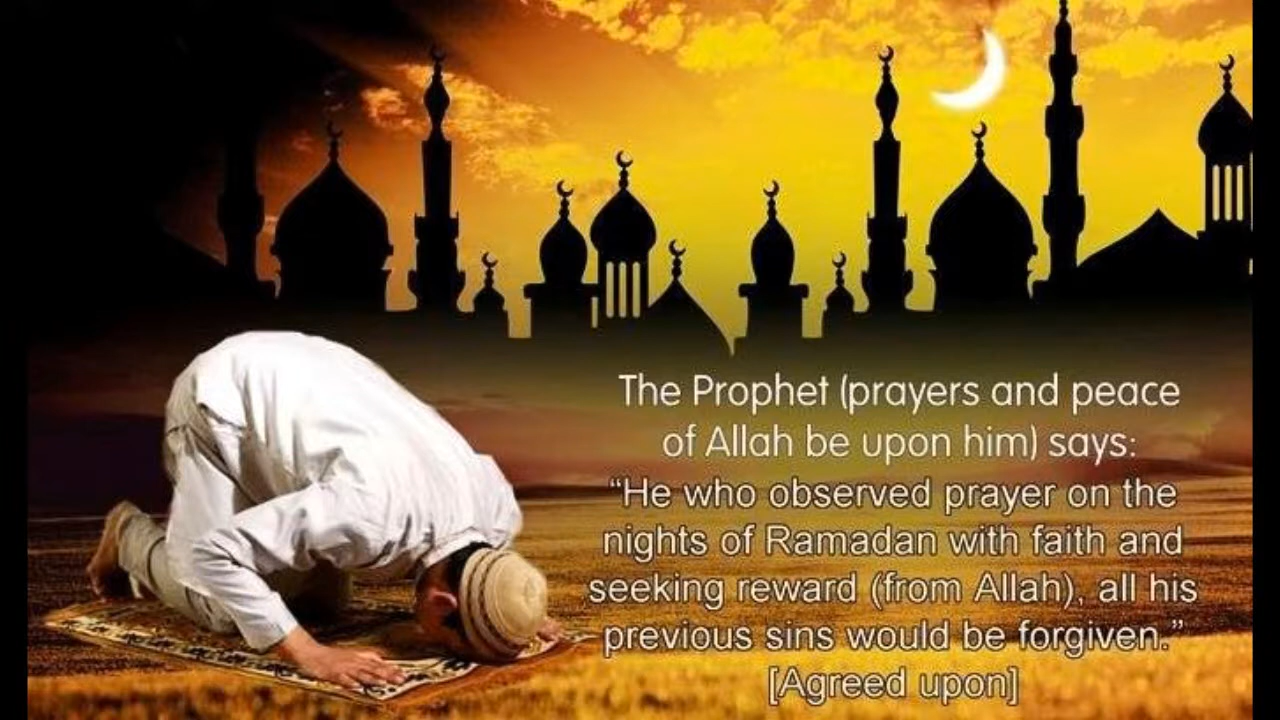 The Prophet (prayers and peace
of Allah be upon him) says:
“He who observed prayer on the
nights of Ramadan with faith and
seeking reward (from Allah), all his
previous sins would be forgiven.”
[Agreed upon]